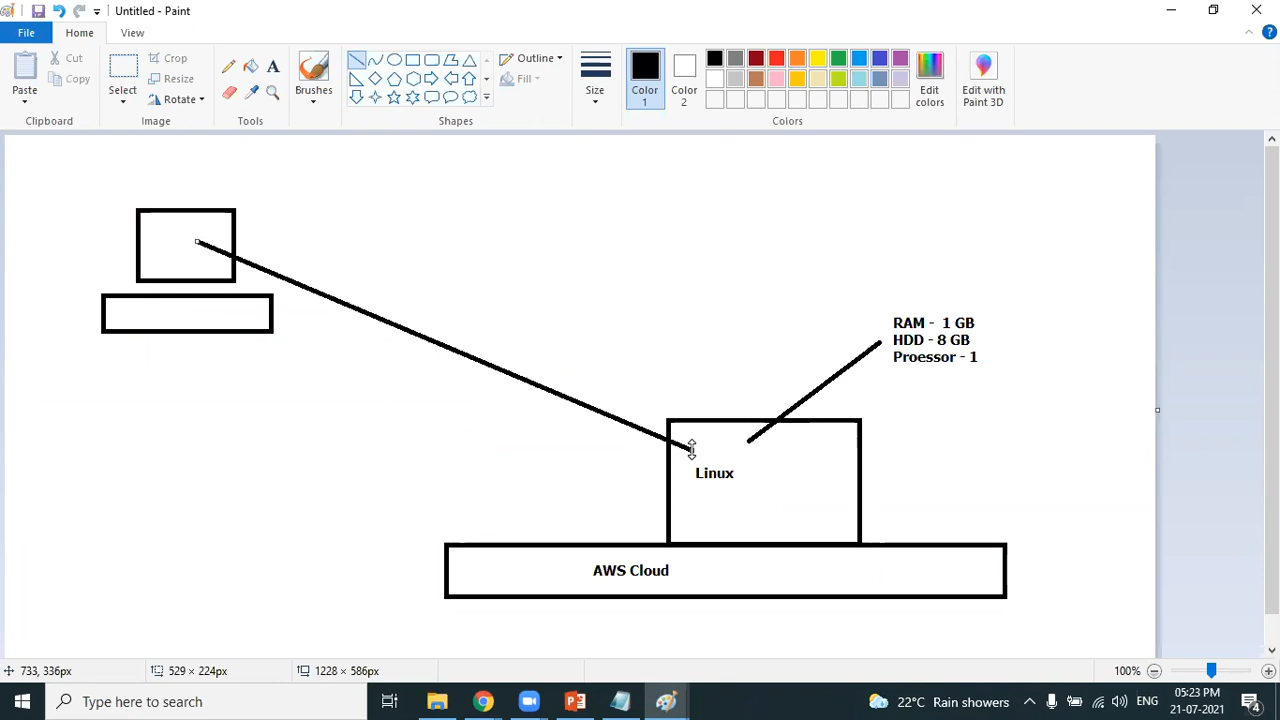 Untitled - Paint
File
Home
View
Paste
Cut
Copy
Clipboard
Select
Crop
Resize
Rotate
Image
A
Tools
Brushes
Outline
Fill
Shapes
Size
Color 1
Color 2
Edit colors
Edit with Paint 3D
Colors
RAM -  1 GB
HDD - 8 GB
Proessor - 1
Linux
AWS Cloud
733, 336px
529 × 224px
1228 × 586px
100%
Type here to search
22°C Rain showers
ENG
05:23 PM
21-07-2021
4